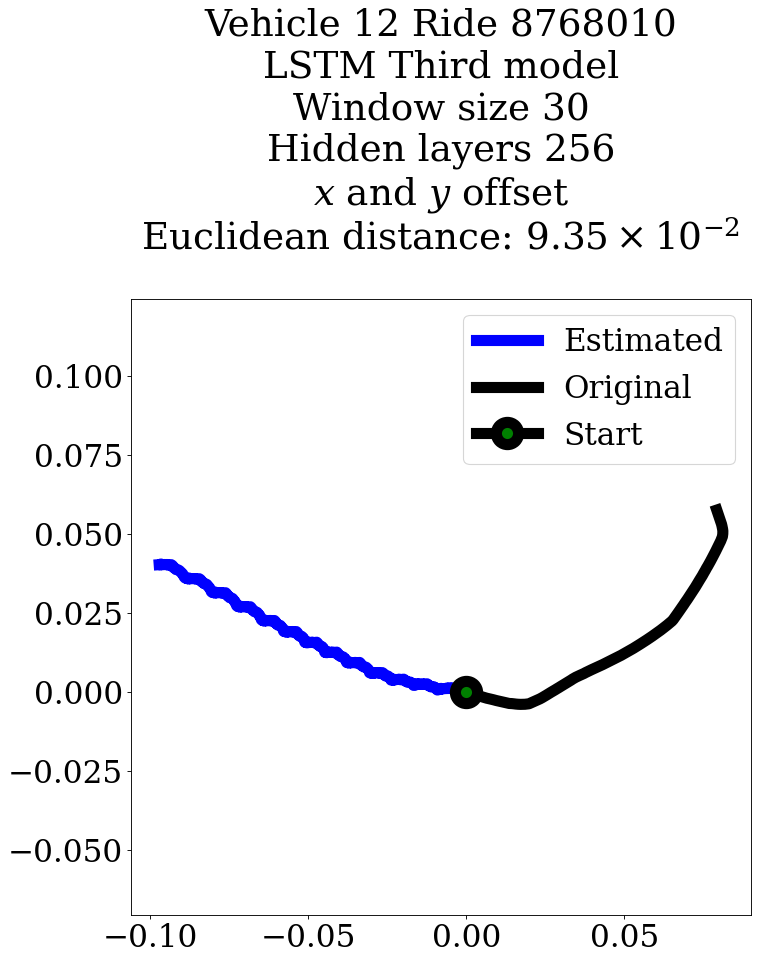 Vehicle 12 Ride 8768010
LSTM Third model
Window size 30
Hidden layers 256
x and y offset
Euclidean distance: 9.35 × 10⁻²
Estimated
Original
Start
0.100
0.075
0.050
0.025
0.000
−0.025
−0.050
−0.10 −0.05 0.00 0.05